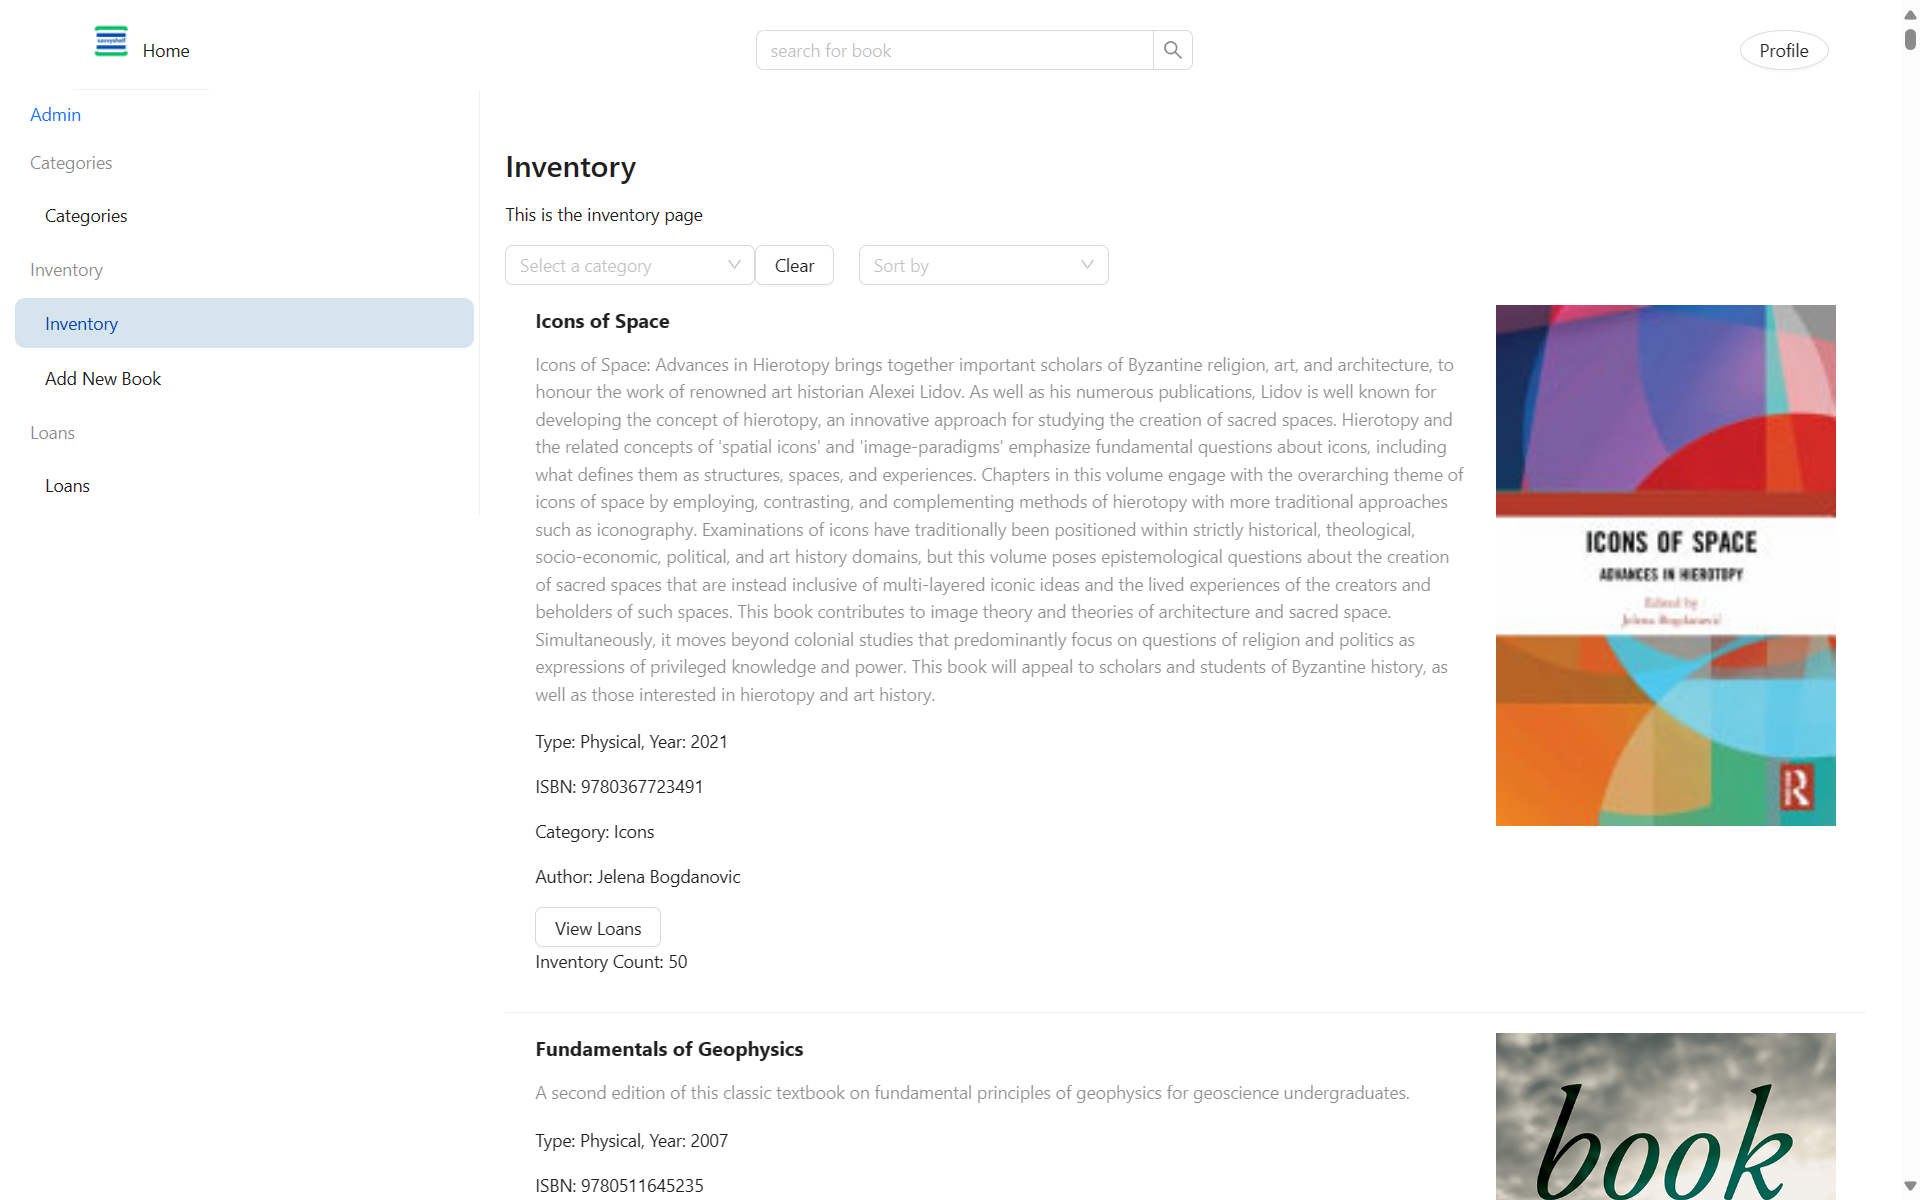 savvyshelf
Home
search for book
Profile
Admin
Categories
Categories
Inventory
Inventory
Add New Book
Loans
Loans
Inventory
This is the inventory page
Select a category
Clear
Sort by
Icons of Space
Icons of Space: Advances in Hierotopy brings together important scholars of Byzantine religion, art, and architecture, to
honour the work of renowned art historian Alexei Lidov. As well as his numerous publications, Lidov is well known for
developing the concept of hierotopy, an innovative approach for studying the creation of sacred spaces. Hierotopy and
the related concepts of 'spatial icons' and 'image-paradigms' emphasize fundamental questions about icons, including
what defines them as structures, spaces, and experiences. Chapters in this volume engage with the overarching theme of
icons of space by employing, contrasting, and complementing methods of hierotopy with more traditional approaches
such as iconography. Examinations of icons have traditionally been positioned within strictly historical, theological,
socio-economic, political, and art history domains, but this volume poses epistemological questions about the creation
of sacred spaces that are instead inclusive of multi-layered iconic ideas and the lived experiences of the creators and
beholders of such spaces. This book contributes to image theory and theories of architecture and sacred space.
Simultaneously, it moves beyond colonial studies that predominantly focus on questions of religion and politics as
expressions of privileged knowledge and power. This book will appeal to scholars and students of Byzantine history, as
well as those interested in hierotopy and art history.
Type: Physical, Year: 2021
ISBN: 9780367723491
Category: Icons
Author: Jelena Bogdanovic
View Loans
Inventory Count: 50
ICONS OF SPACE
ADVANCES IN HIEROTOPY
Edited by
Jelena Bogdanović
R
Fundamentals of Geophysics
A second edition of this classic textbook on fundamental principles of geophysics for geoscience undergraduates.
Type: Physical, Year: 2007
ISBN: 9780511645235
book